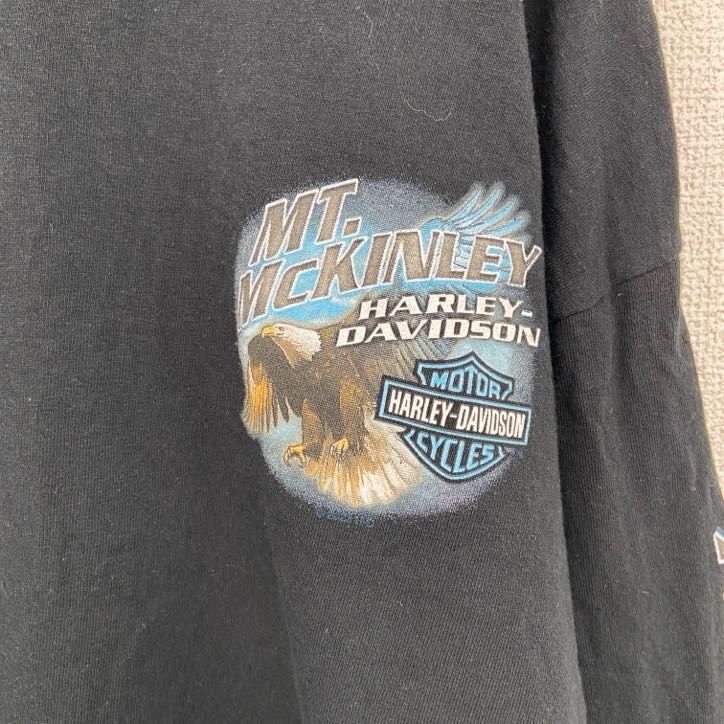 MT.
MCKINLEY
HARLEY-
DAVIDSON
MOTOR
HARLEY-DAVIDSON
CYCLES